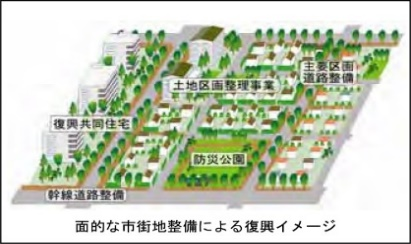 主要区画
道路整備
土地区画整理事業
復興共同住宅
防災公園
幹線道路整備
面的な市街地整備による復興イメージ